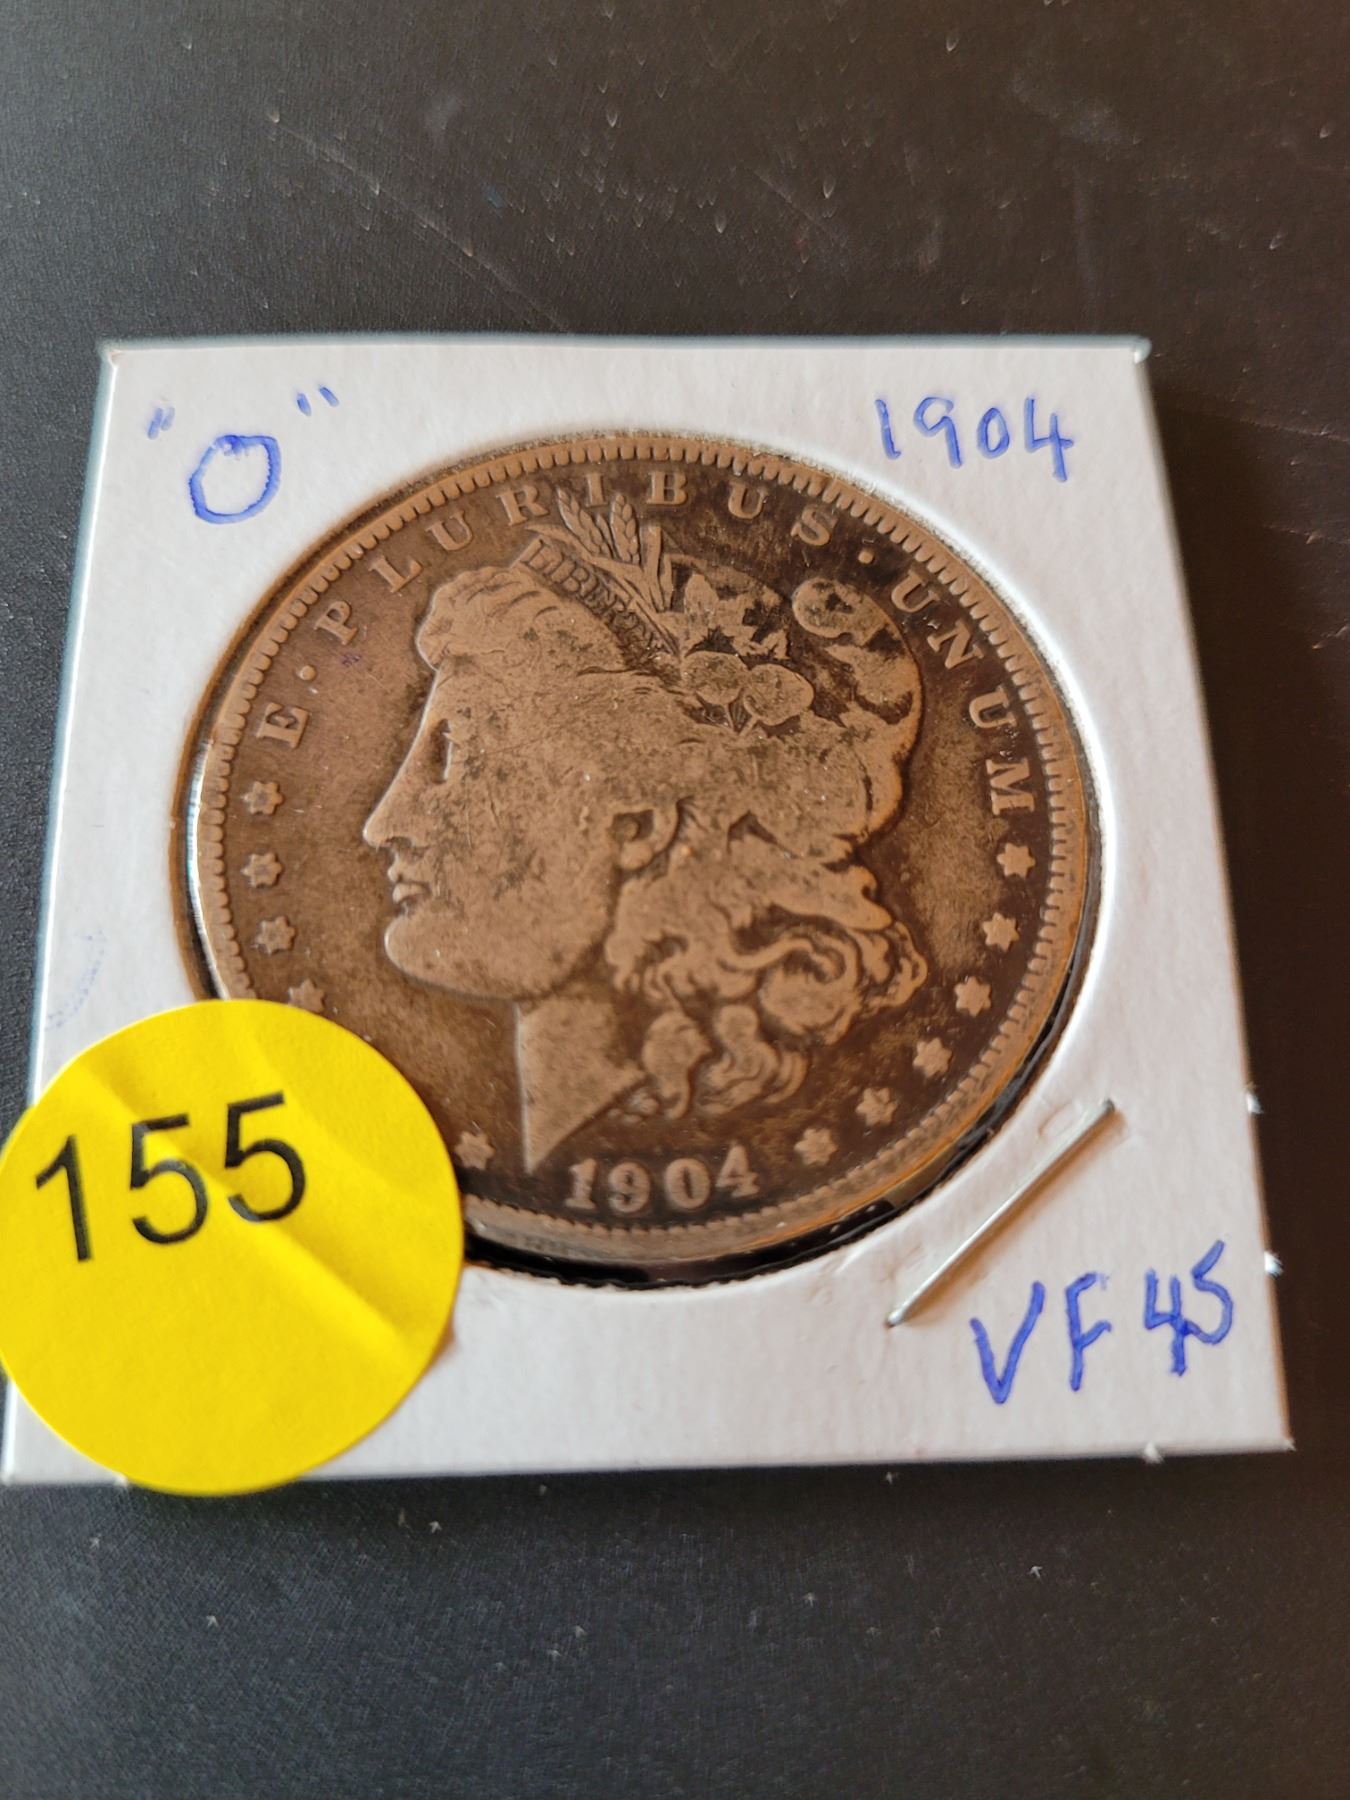 "O" 1904
E·PLURIBUS·UNUM
LIBERTY
1904
155
VF45